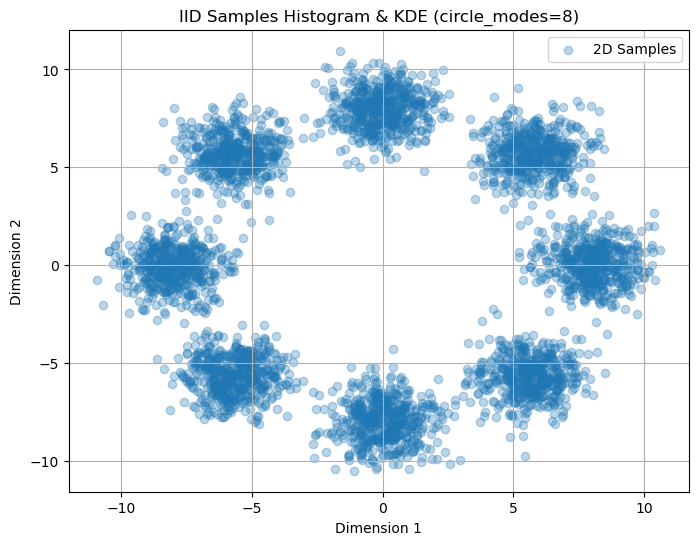 IID Samples Histogram & KDE (circle_modes=8)
2D Samples
10
5
0
−5
−10
Dimension 2
−10 −5 0 5 10
Dimension 1